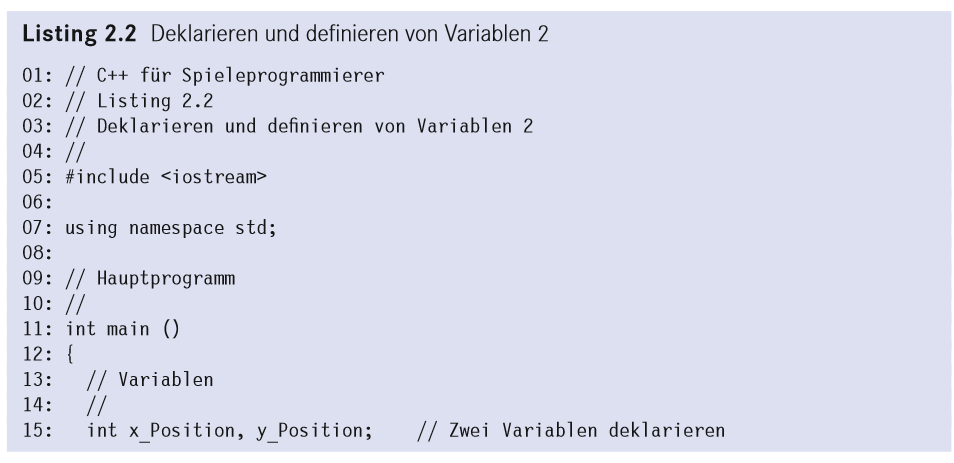 Listing 2.2 Deklarieren und definieren von Variablen 2
01: // C++ für Spieleprogrammierer
02: // Listing 2.2
03: // Deklarieren und definieren von Variablen 2
04: //
05: #include <iostream>
06:
07: using namespace std;
08:
09: // Hauptprogramm
10: //
11: int main ()
12: {
13:   // Variablen
14:   //
15:   int x_Position, y_Position;    // Zwei Variablen deklarieren